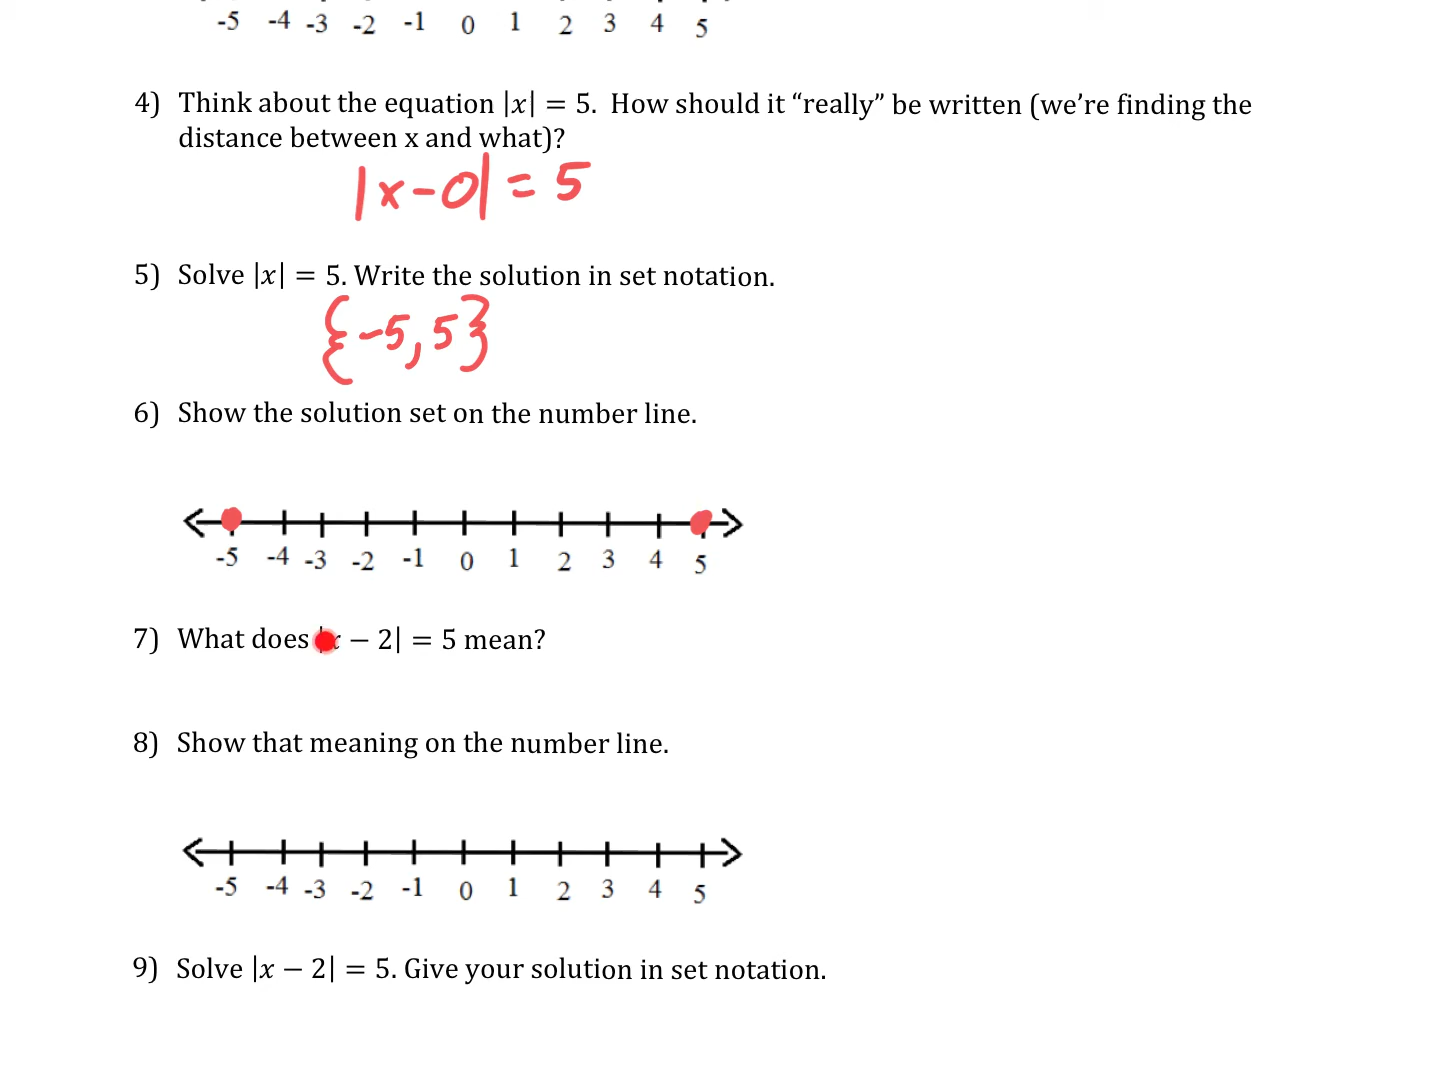 -5 -4 -3 -2 -1 0 1 2 3 4 5
4) Think about the equation |x| = 5. How should it “really” be written (we’re finding the
distance between x and what)?
|x-0| = 5
5) Solve |x| = 5. Write the solution in set notation.
{-5, 5}
6) Show the solution set on the number line.
-5 -4 -3 -2 -1 0 1 2 3 4 5
7) What does |x − 2| = 5 mean?
8) Show that meaning on the number line.
-5 -4 -3 -2 -1 0 1 2 3 4 5
9) Solve |x − 2| = 5. Give your solution in set notation.